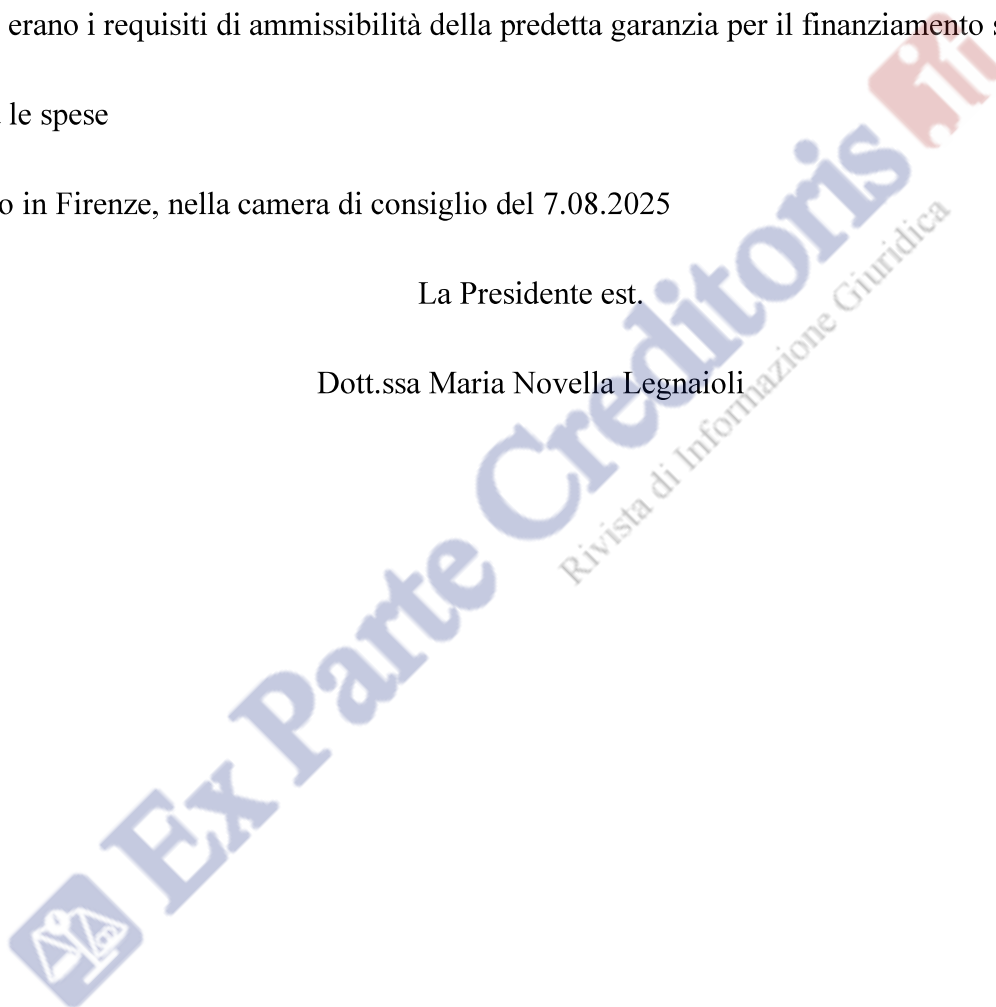 erano i requisiti di ammissibilità della predetta garanzia per il finanziamento
le spese
in Firenze, nella camera di consiglio del 7.08.2025
La Presidente est.
Dott.ssa Maria Novella Legnaioli
Ex Parte Creditoris
Rivista di Informazione Giuridica